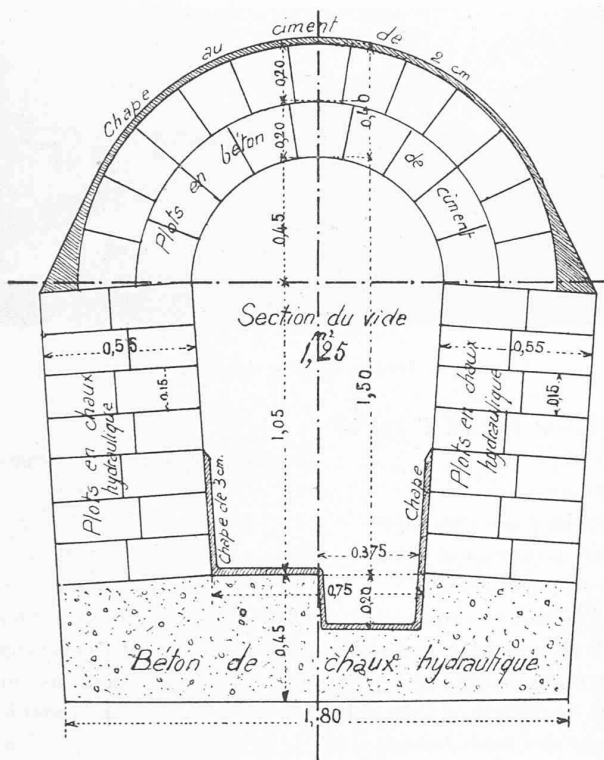 Chape au ciment de 2 cm
0,20
0,40
0,20
Plots en béton de ciment
0,45
Section du vide
m²
1,25
0,55
0,55
0,15
0,15
1,50
Plots en chaux
hydraulique
Plots en chaux
hydraulique
1,05
Chape de 3 cm.
Chape
0.375
0,75
0,20
0,45
Béton de chaux hydraulique
1,80